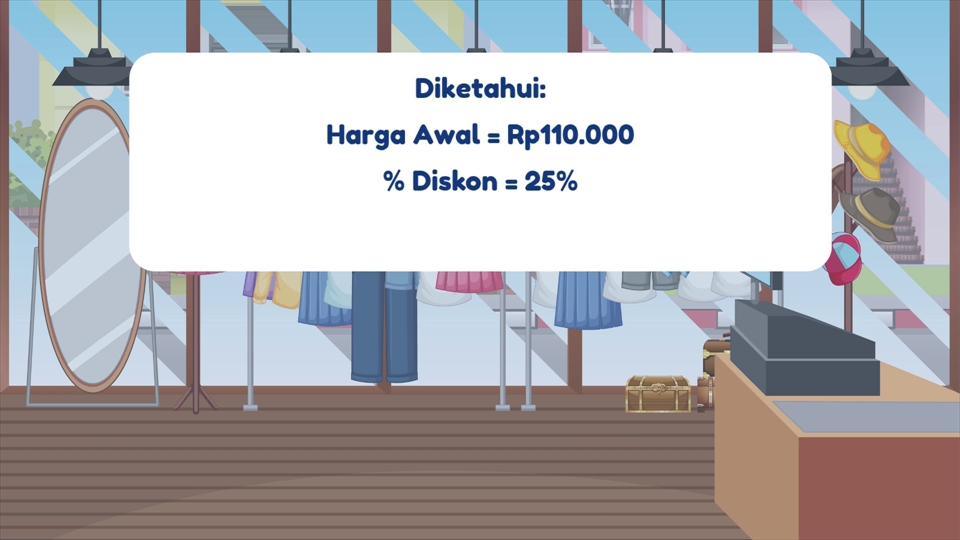 Diketahui:
Harga Awal = Rp110.000
% Diskon = 25%